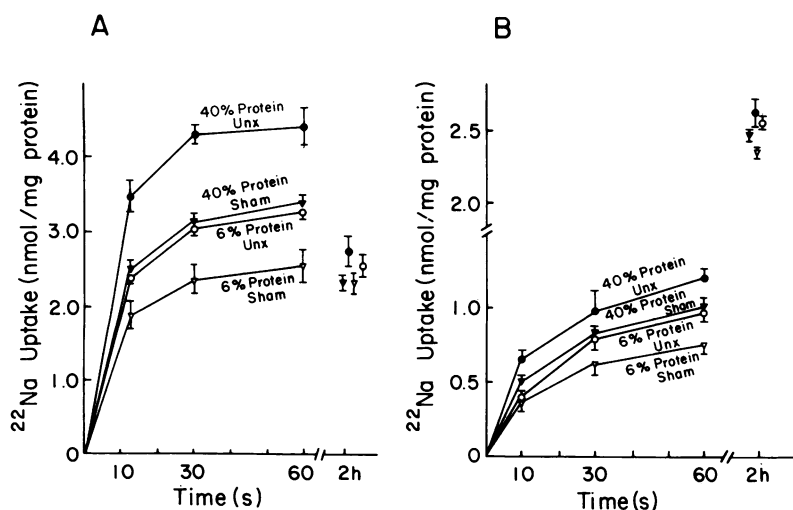 A
22Na Uptake (nmol/mg protein)
4.0
3.0
2.0
1.0
0
40% Protein
Unx
40% Protein
Sham
6% Protein
Unx
6% Protein
Sham
10
30
60
2h
Time (s)
B
22Na Uptake (nmol/mg protein)
2.5
2.0
1.0
0.5
0
40% Protein
Unx
40% Protein
Sham
6% Protein
Unx
6% Protein
Sham
10
30
60
2h
Time (s)